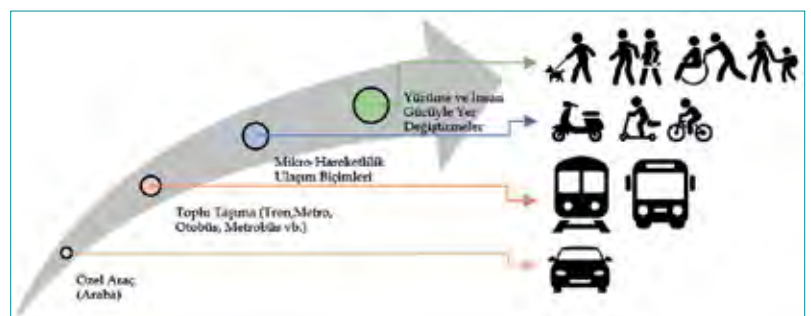 Yürüme ve İnsan
Gücüyle Yer
Değiştirmeler
Mikro Hareketlilik
Ulaşım Biçimleri
Toplu Taşıma (Tren,Metro,
Otobüs, Metrobüs vb.)
Özel Araç
(Araba)